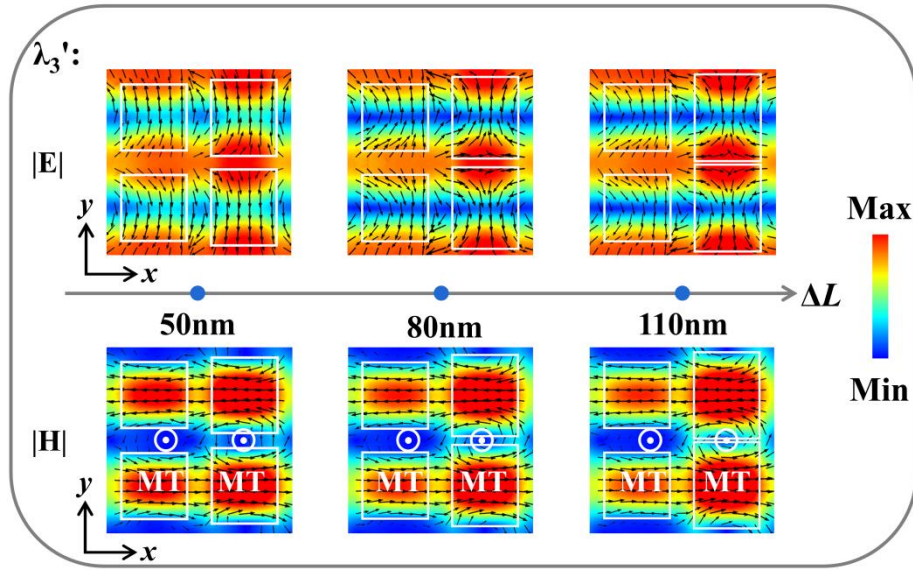 λ₃':
|E|
y
x
Max
Min
ΔL
50nm 80nm 110nm
|H|
y
x
MT MT MT MT MT MT